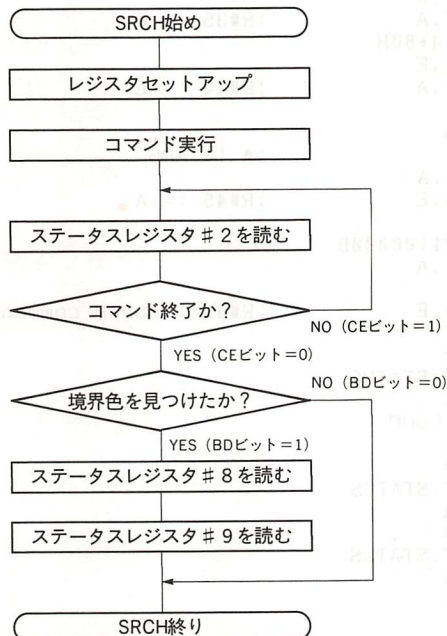 SRCH始め
レジスタセットアップ
コマンド実行
ステータスレジスタ#2を読む
コマンド終了か?
NO(CEビット=1)
YES(CEビット=0)
NO(BDビット=0)
境界色を見つけたか?
YES(BDビット=1)
ステータスレジスタ#8を読む
ステータスレジスタ#9を読む
SRCH終り